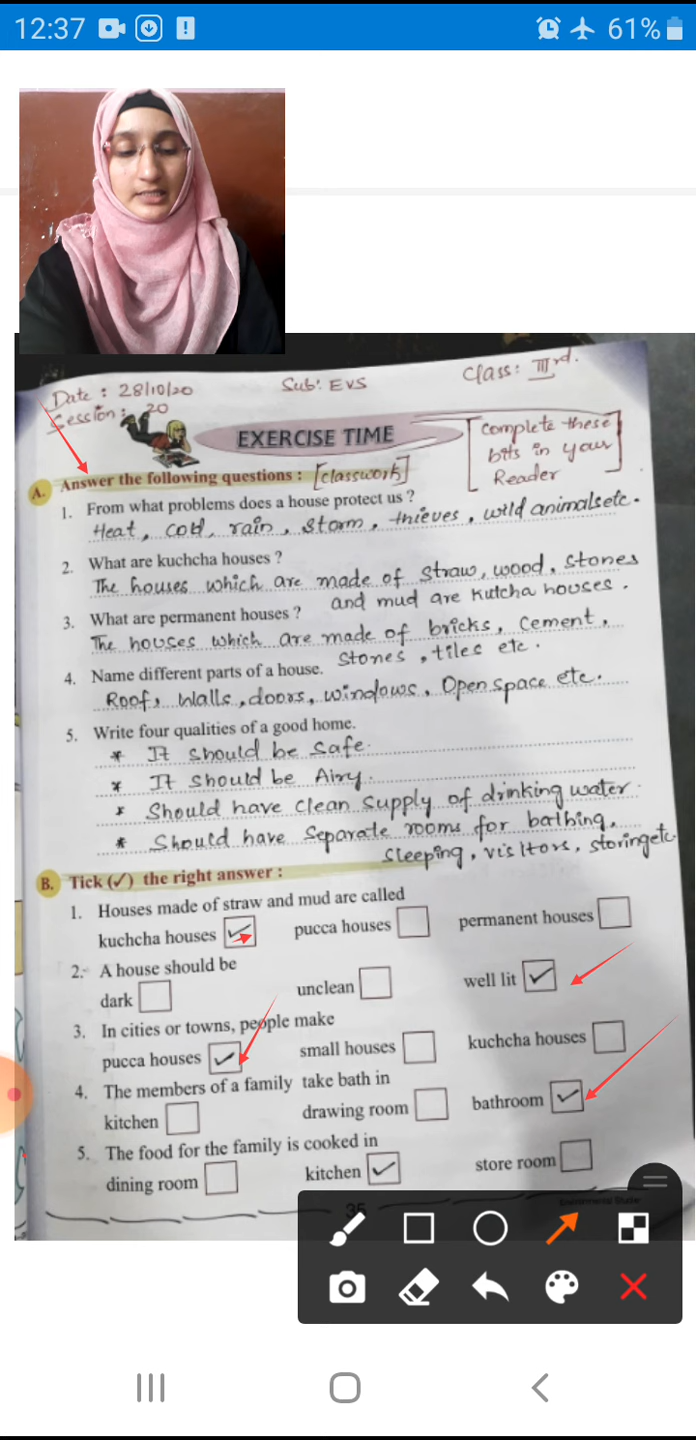 12:37
61%
Date : 28/10/20 Sub: EVS Class: IIIrd.
Session: 20
EXERCISE TIME
Complete these bits in your Reader
A. Answer the following questions : [classwork]
1. From what problems does a house protect us ?
Heat, cold, rain, storm, thieves, wild animals etc.
2. What are kuchcha houses ?
The houses which are made of straw, wood, stones
and mud are kutcha houses.
3. What are permanent houses ?
The houses which are made of bricks, cement,
stones, tiles etc.
4. Name different parts of a house.
Roofs, Walls, doors, windows, Open space etc.
5. Write four qualities of a good home.
* It should be safe.
* It should be Airy.
* Should have clean supply of drinking water.
* Should have separate rooms for bathing,
sleeping, visitors, storing etc
B. Tick (✓) the right answer :
1. Houses made of straw and mud are called
kuchcha houses ✓ pucca houses permanent houses
2. A house should be
dark unclean well lit ✓
3. In cities or towns, people make
pucca houses ✓ small houses kuchcha houses
4. The members of a family take bath in
kitchen drawing room bathroom ✓
5. The food for the family is cooked in
dining room kitchen ✓ store room